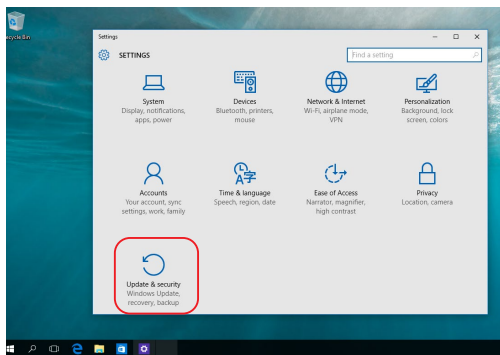 Recycle Bin
Settings
SETTINGS
Find a setting
System
Display, notifications,
apps, power
Devices
Bluetooth, printers,
mouse
Network & Internet
Wi-Fi, airplane mode,
VPN
Personalization
Background, lock
screen, colors
Accounts
Your account, sync
settings, work, family
Time & language
Speech, region, date
Ease of Access
Narrator, magnifier,
high contrast
Privacy
Location, camera
Update & security
Windows Update,
recovery, backup